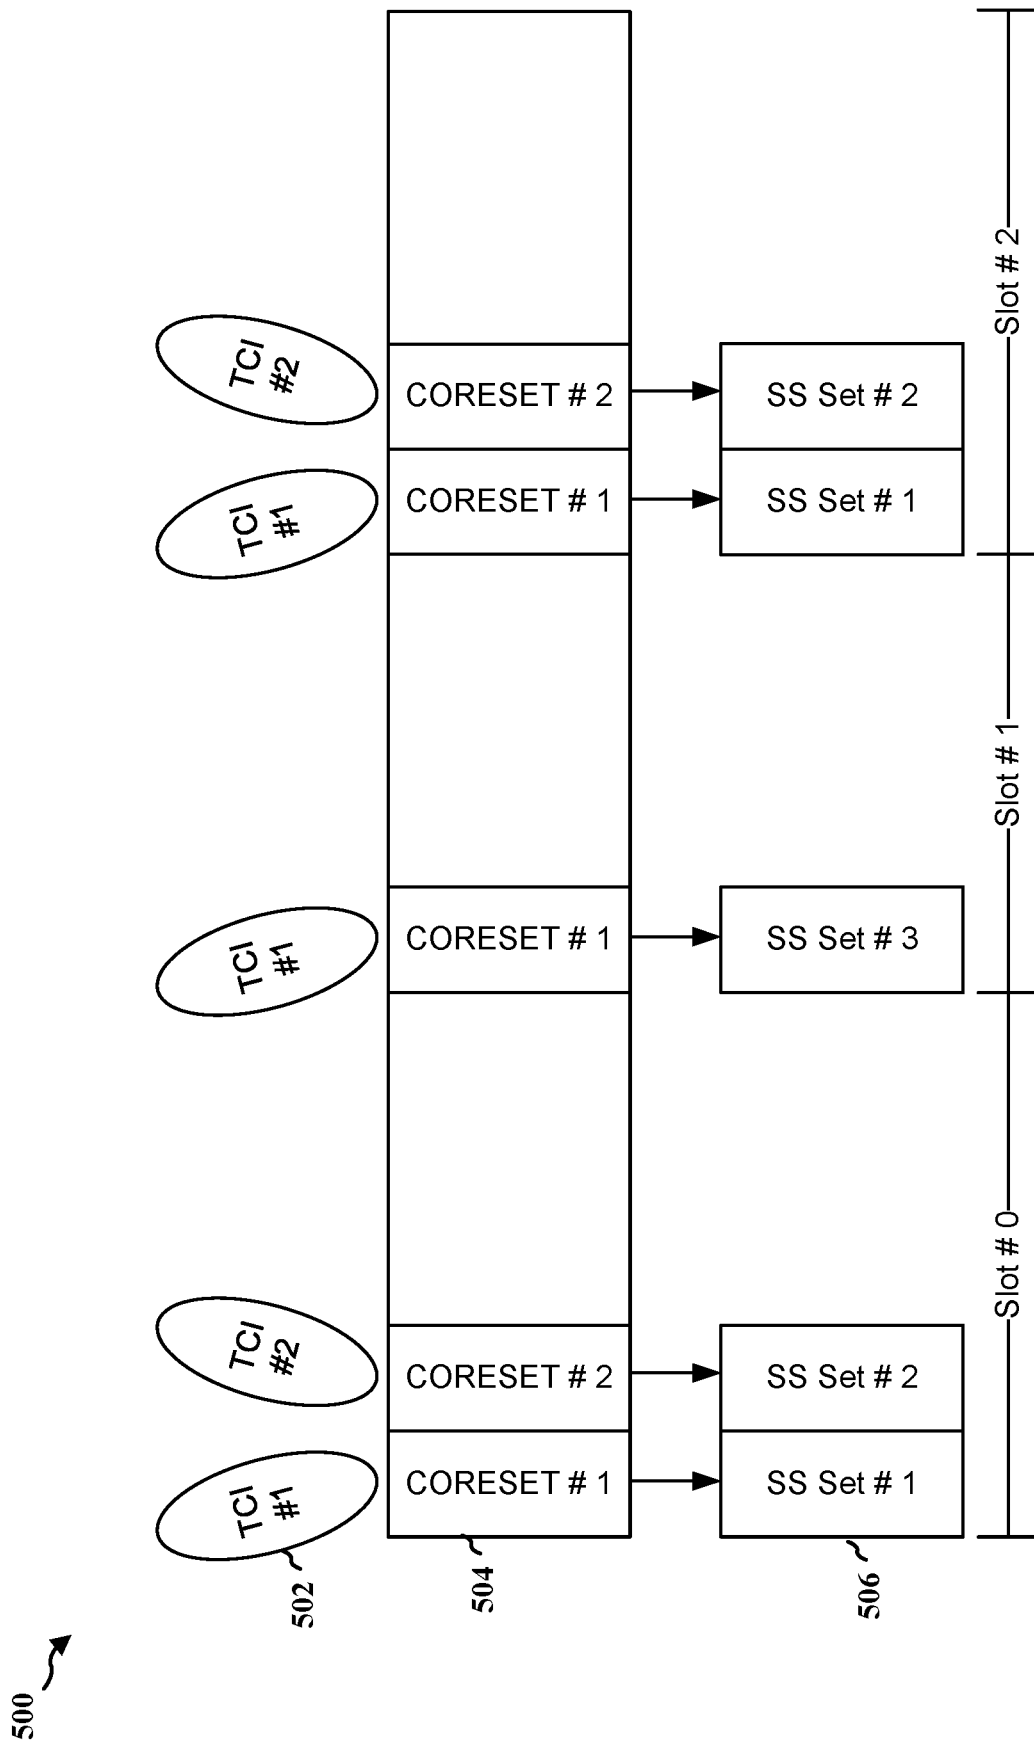 500
TCI
#2
TCI
#1
TCI
#1
TCI
#2
TCI
#1
502
CORESET # 2
CORESET # 1
CORESET # 1
CORESET # 2
CORESET # 1
504
SS Set # 2
SS Set # 1
SS Set # 3
SS Set # 2
SS Set # 1
506
Slot # 2
Slot # 1
Slot # 0